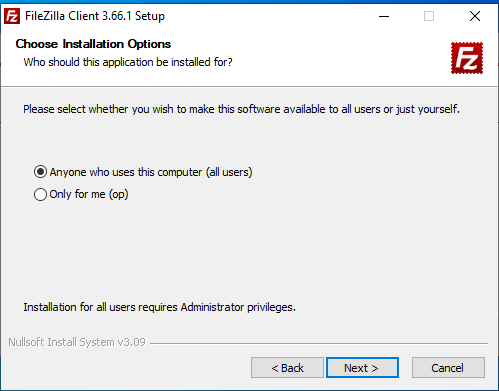 FileZilla Client 3.66.1 Setup
Choose Installation Options
Who should this application be installed for?
Fz
Please select whether you wish to make this software available to all users or just yourself.
Anyone who uses this computer (all users)
Only for me (op)
Installation for all users requires Administrator privileges.
Nullsoft Install System v3.09
< Back
Next >
Cancel